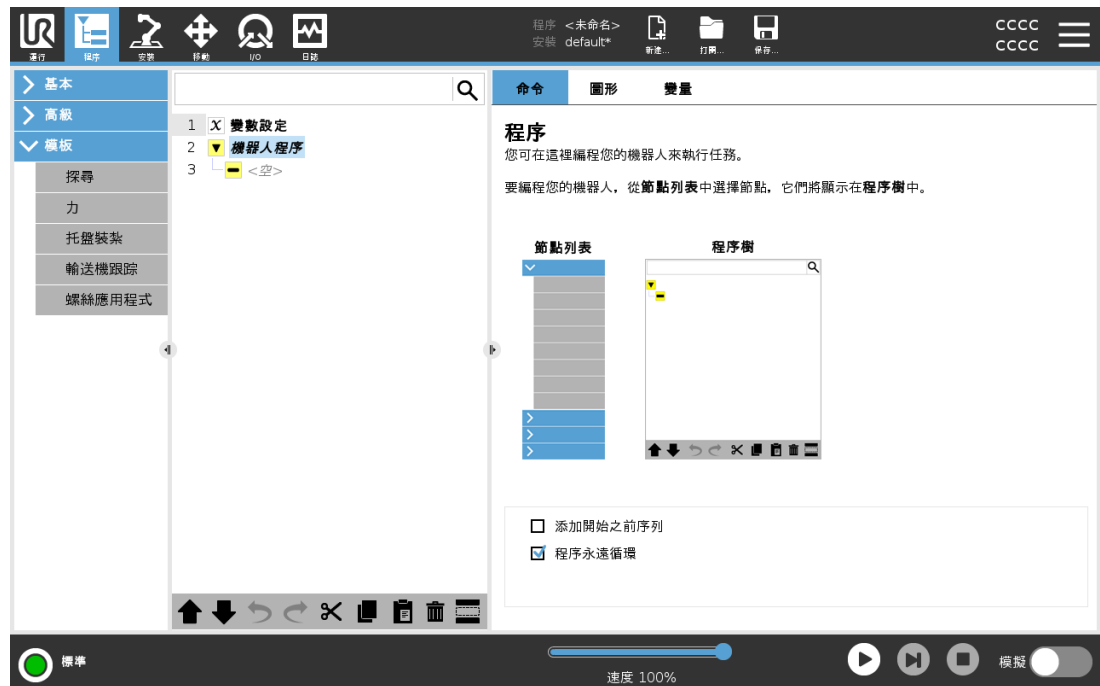 UR
運行
程序
安裝
移動
I/O
日誌
程序 <未命名>
安裝 default*
新建...
打開...
保存...
CCCC
CCCC
基本
高級
模板
探尋
力
托盤裝紮
輸送機跟踪
螺絲應用程式
1 X 變數設定
2 機器人程序
3 <空>
命令
圖形
變量
程序
您可在這裡編程您的機器人來執行任務。
要編程您的機器人，從節點列表中選擇節點，它們將顯示在程序樹中。
節點列表
程序樹
添加開始之前序列
程序永遠循環
標準
速度 100%
模擬